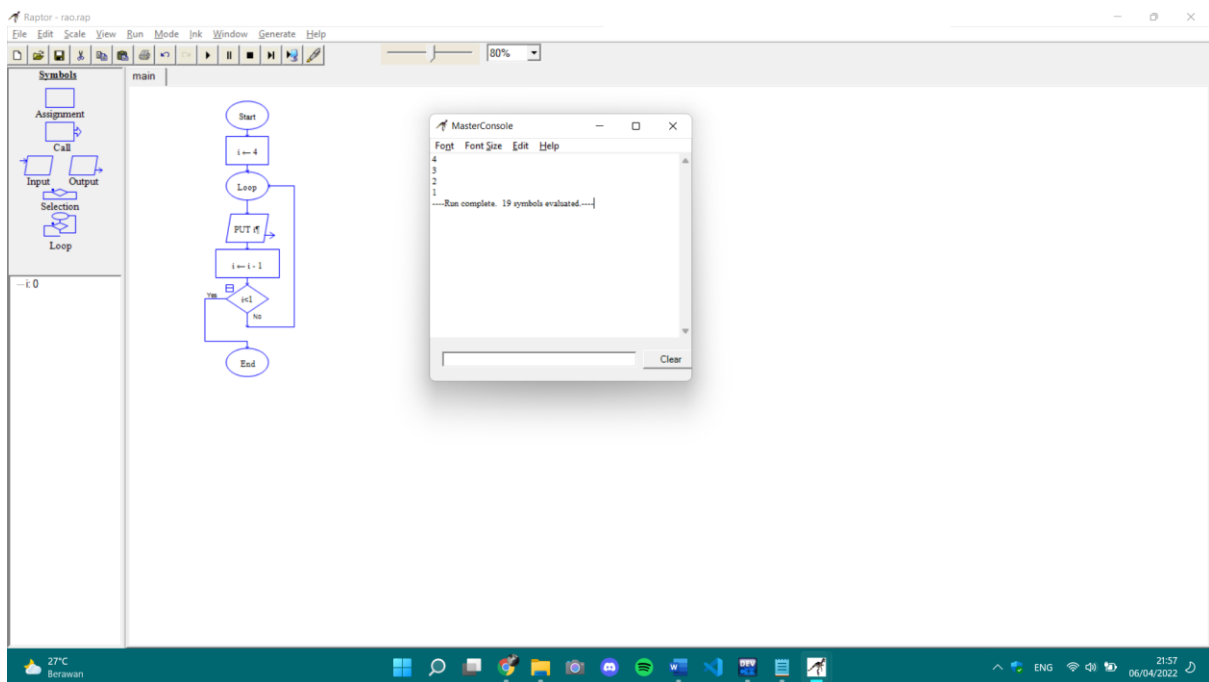 Raptor - rao.rap
File Edit Scale View Run Mode Ink Window Generate Help
80%
Symbols
main
Assignment
Call
Input Output
Selection
Loop
i: 0
Start
i ← 4
Loop
PUT i¶
i ← i - 1
i<1
Yes
No
End
MasterConsole
Font Font Size Edit Help
4
3
2
1
----Run complete. 19 symbols evaluated.----
Clear
27°C
Berawan
DEV
ENG
21:57
06/04/2022